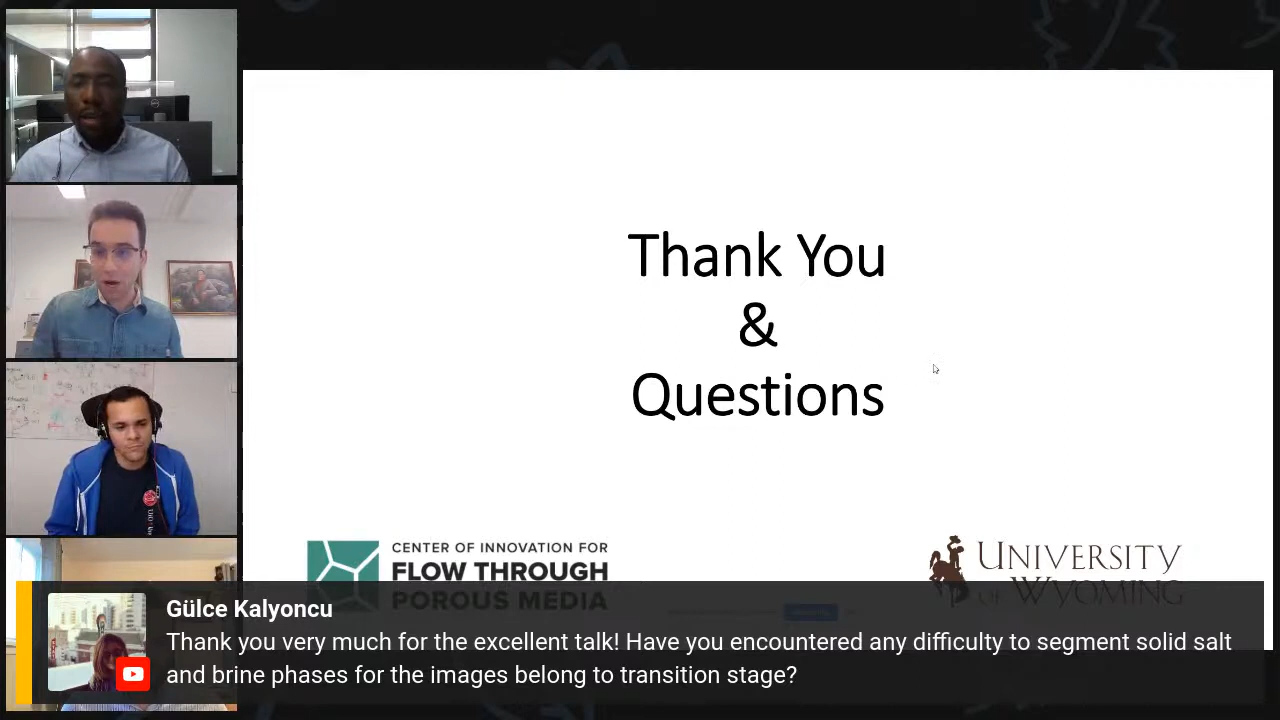 Thank You
&
Questions
CENTER OF INNOVATION FOR
FLOW THROUGH
POROUS MEDIA
UNIVERSITY
OF WYOMING
Gülce Kalyoncu
Thank you very much for the excellent talk! Have you encountered any difficulty to segment solid salt
and brine phases for the images belong to transition stage?